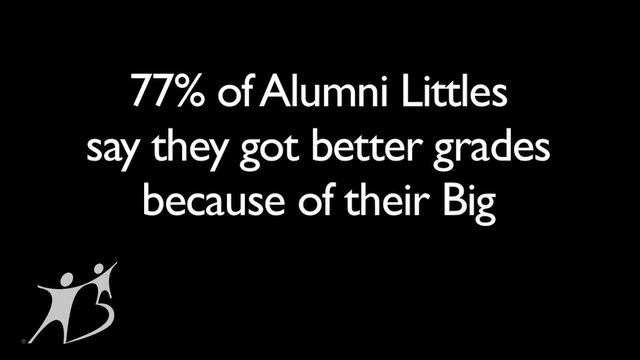 77% of Alumni Littles
say they got better grades
because of their Big
®